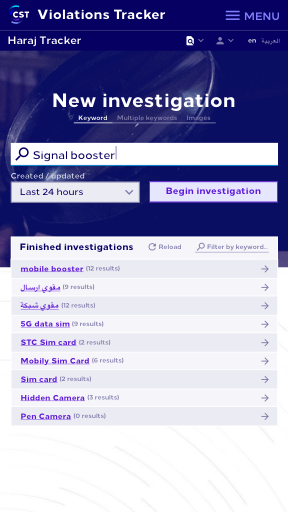 CST Violations Tracker MENU
Haraj Tracker en العربية
New investigation
Keyword Multiple keywords Images
Signal booster
Created / updated
Last 24 hours Begin investigation
Finished investigations Reload Filter by keyword..
mobile booster (12 results)
مقوي ارسال (9 results)
مقوي شبكة (12 results)
5G data sim (9 results)
STC Sim card (2 results)
Mobily Sim Card (6 results)
Sim card (2 results)
Hidden Camera (3 results)
Pen Camera (0 results)